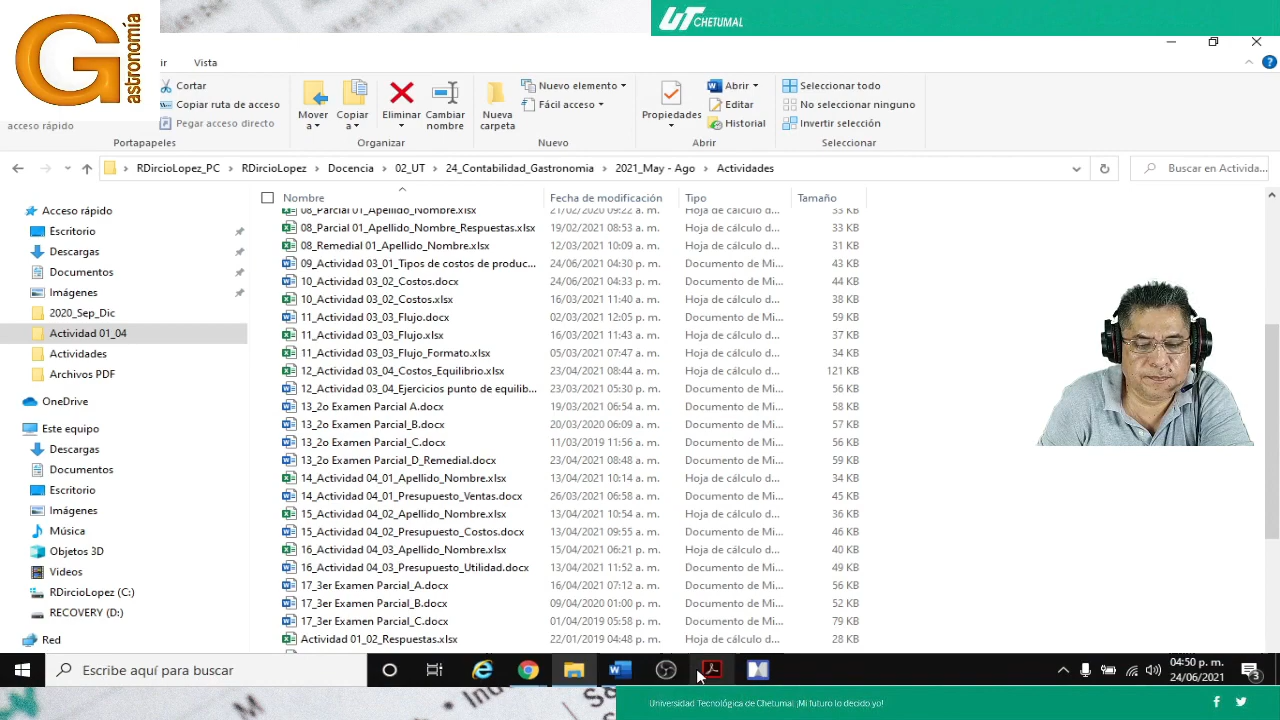 G
astronomía
UT CHETUMAL
ir Vista
Cortar
Copiar ruta de acceso
Pegar acceso directo
acceso rápido
Mover a
Copiar a
Eliminar
Cambiar nombre
Nueva carpeta
Nuevo elemento
Fácil acceso
Propiedades
Abrir
Editar
Historial
Seleccionar todo
No seleccionar ninguno
Invertir selección
Portapapeles Organizar Nuevo Abrir Seleccionar
RDircioLopez_PC › RDircioLopez › Docencia › 02_UT › 24_Contabilidad_Gastronomia › 2021_May - Ago › Actividades
Buscar en Activida...
Nombre Fecha de modificación Tipo Tamaño
08_Parcial 01_Apellido_Nombre.xlsx 21/02/2020 09:22 a. m. Hoja de cálculo d... 33 KB
08_Parcial 01_Apellido_Nombre_Respuestas.xlsx 19/02/2021 08:53 a. m. Hoja de cálculo d... 33 KB
08_Remedial 01_Apellido_Nombre.xlsx 12/03/2021 10:09 a. m. Hoja de cálculo d... 31 KB
09_Actividad 03_01_Tipos de costos de produc... 24/06/2021 04:30 p. m. Documento de Mi... 43 KB
10_Actividad 03_02_Costos.docx 24/06/2021 04:33 p. m. Documento de Mi... 44 KB
10_Actividad 03_02_Costos.xlsx 16/03/2021 11:40 a. m. Hoja de cálculo d... 38 KB
11_Actividad 03_03_Flujo.docx 02/03/2021 12:05 p. m. Documento de Mi... 59 KB
11_Actividad 03_03_Flujo.xlsx 16/03/2021 11:43 a. m. Hoja de cálculo d... 37 KB
11_Actividad 03_03_Flujo_Formato.xlsx 05/03/2021 07:47 a. m. Hoja de cálculo d... 34 KB
12_Actividad 03_04_Costos_Equilibrio.xlsx 23/04/2021 08:44 a. m. Hoja de cálculo d... 121 KB
12_Actividad 03_04_Ejercicios punto de equilib... 23/03/2021 05:30 p. m. Documento de Mi... 56 KB
13_2o Examen Parcial A.docx 19/03/2021 06:54 a. m. Documento de Mi... 58 KB
13_2o Examen Parcial_B.docx 20/03/2020 06:09 a. m. Documento de Mi... 57 KB
13_2o Examen Parcial_C.docx 11/03/2019 11:56 a. m. Documento de Mi... 56 KB
13_2o Examen Parcial_D_Remedial.docx 23/04/2021 08:48 a. m. Documento de Mi... 59 KB
14_Actividad 04_01_Apellido_Nombre.xlsx 13/04/2021 10:14 a. m. Hoja de cálculo d... 34 KB
14_Actividad 04_01_Presupuesto_Ventas.docx 26/03/2021 06:58 a. m. Documento de Mi... 45 KB
15_Actividad 04_02_Apellido_Nombre.xlsx 13/04/2021 10:54 a. m. Hoja de cálculo d... 36 KB
15_Actividad 04_02_Presupuesto_Costos.docx 13/04/2021 09:55 a. m. Documento de Mi... 46 KB
16_Actividad 04_03_Apellido_Nombre.xlsx 15/04/2021 06:21 p. m. Hoja de cálculo d... 40 KB
16_Actividad 04_03_Presupuesto_Utilidad.docx 13/04/2021 11:52 a. m. Documento de Mi... 49 KB
17_3er Examen Parcial_A.docx 16/04/2021 07:12 a. m. Documento de Mi... 56 KB
17_3er Examen Parcial_B.docx 09/04/2020 01:00 p. m. Documento de Mi... 52 KB
17_3er Examen Parcial_C.docx 01/04/2019 05:58 p. m. Documento de Mi... 79 KB
Actividad 01_02_Respuestas.xlsx 22/01/2019 04:48 p. m. Hoja de cálculo d... 28 KB
Acceso rápido
Escritorio
Descargas
Documentos
Imágenes
2020_Sep_Dic
Actividad 01_04
Actividades
Archivos PDF
OneDrive
Este equipo
Descargas
Documentos
Escritorio
Imágenes
Música
Objetos 3D
Vídeos
RDircioLopez (C:)
RECOVERY (D:)
Red
Escribe aquí para buscar
04:50 p. m.
24/06/2021
3
Universidad Tecnológica de Chetumal ¡Mi futuro lo decido yo!